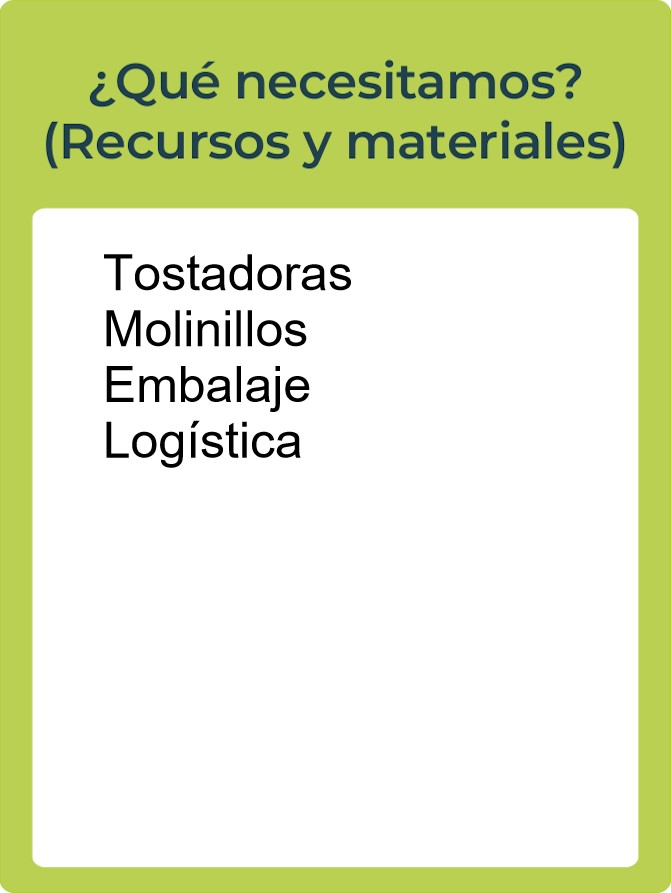 ¿Qué necesitamos?
(Recursos y materiales)
Tostadoras
Molinillos
Embalaje
Logística